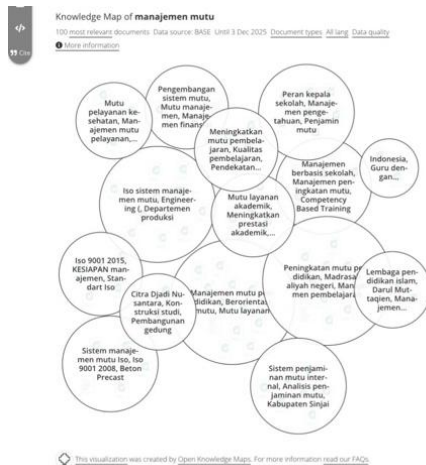 Knowledge Map of manajemen mutu
100 most relevant documents Data source: BASE Until 3 Dec 2025 Document types All lang Data quality
More information
Cite
Mutu
pelayanan ke-
sehatan, Man-
ajemen mutu
pelayanan,...
Pengembangan
sistem mutu,
Mutu manaje-
men, Manaje-
men finans
Peran kepala
sekolah, Manaje-
men penge-
tahuan, Penjamin
mutu
Meningkatkan
mutu pembela-
jaran, Kualitas
pembelajaran,
Pendekatan...
Indonesia,
Guru den-
gan...
Manajemen
berbasis sekolah,
Manajemen pen-
ingkatan mutu,
Competency
Based Training
Iso sistem manaje-
men mutu, Engineer-
ing (, Departemen
produksi
Mutu layanan
akademik,
Meningkatkan
prestasi
akademik,...
Iso 9001 2015,
KESIAPAN man-
ajemen, Stan-
dart Iso
Peningkatan mutu pe
didikan, Madrasa
aliyah negeri, Man
men pembelajara
Lembaga pen-
didikan islam,
Darul Mut-
taqien, Mana-
jemen...
Citra Djadi Nu-
santara, Kon-
struksi studi,
Pembangunan
gedung
Manajemen mutu p
didikan, Berorienta
mutu, Mutu layanan
Sistem manaje-
men mutu Iso, Iso
9001 2008, Beton
Precast
Sistem penjami-
nan mutu inter-
nal, Analisis pen-
jaminan mutu,
Kabupaten Sinjai
This visualization was created by Open Knowledge Maps. For more information read our FAQs.